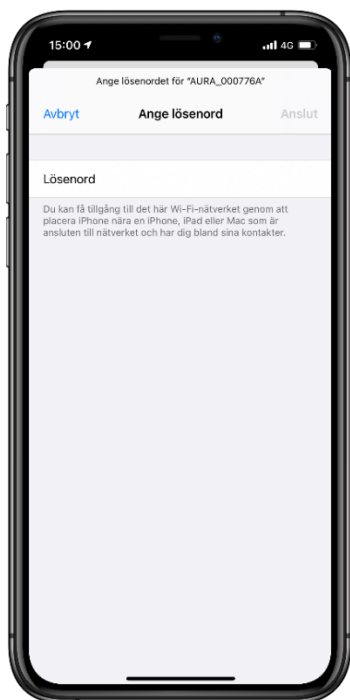 15:00
4G
Ange lösenordet för "AURA_000776A"
Avbryt
Ange lösenord
Anslut
Lösenord
Du kan få tillgång till det här Wi-Fi-nätverket genom att
placera iPhone nära en iPhone, iPad eller Mac som är
ansluten till nätverket och har dig bland sina kontakter.